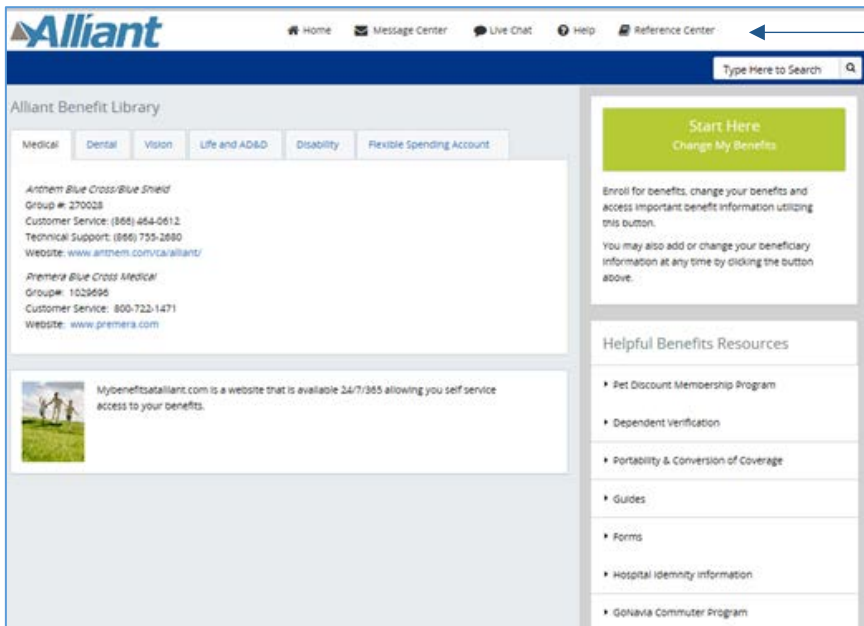 Alliant
Home Message Center Live Chat Help Reference Center
Type Here to Search
Alliant Benefit Library
Medical Dental Vision Life and AD&D Disability Flexible Spending Account
Anthem Blue Cross/Blue Shield
Group #: 270028
Customer Service: (866) 464-0612
Technical Support: (866) 755-2680
Website: www.anthem.com/ca/alliant/
Premera Blue Cross Medical
Group#: 1029696
Customer Service: 800-722-1471
Website: www.premera.com
Mybenefitsatalliant.com is a website that is available 24/7/365 allowing you self service
access to your benefits.
Start Here
Change My Benefits
Enroll for benefits, change your benefits and
access important benefit information utilizing
this button.
You may also add or change your beneficiary
information at any time by clicking the button
above.
Helpful Benefits Resources
Pet Discount Membership Program
Dependent Verification
Portability & Conversion of Coverage
Guides
Forms
Hospital Idemnity Information
GoNavia Commuter Program